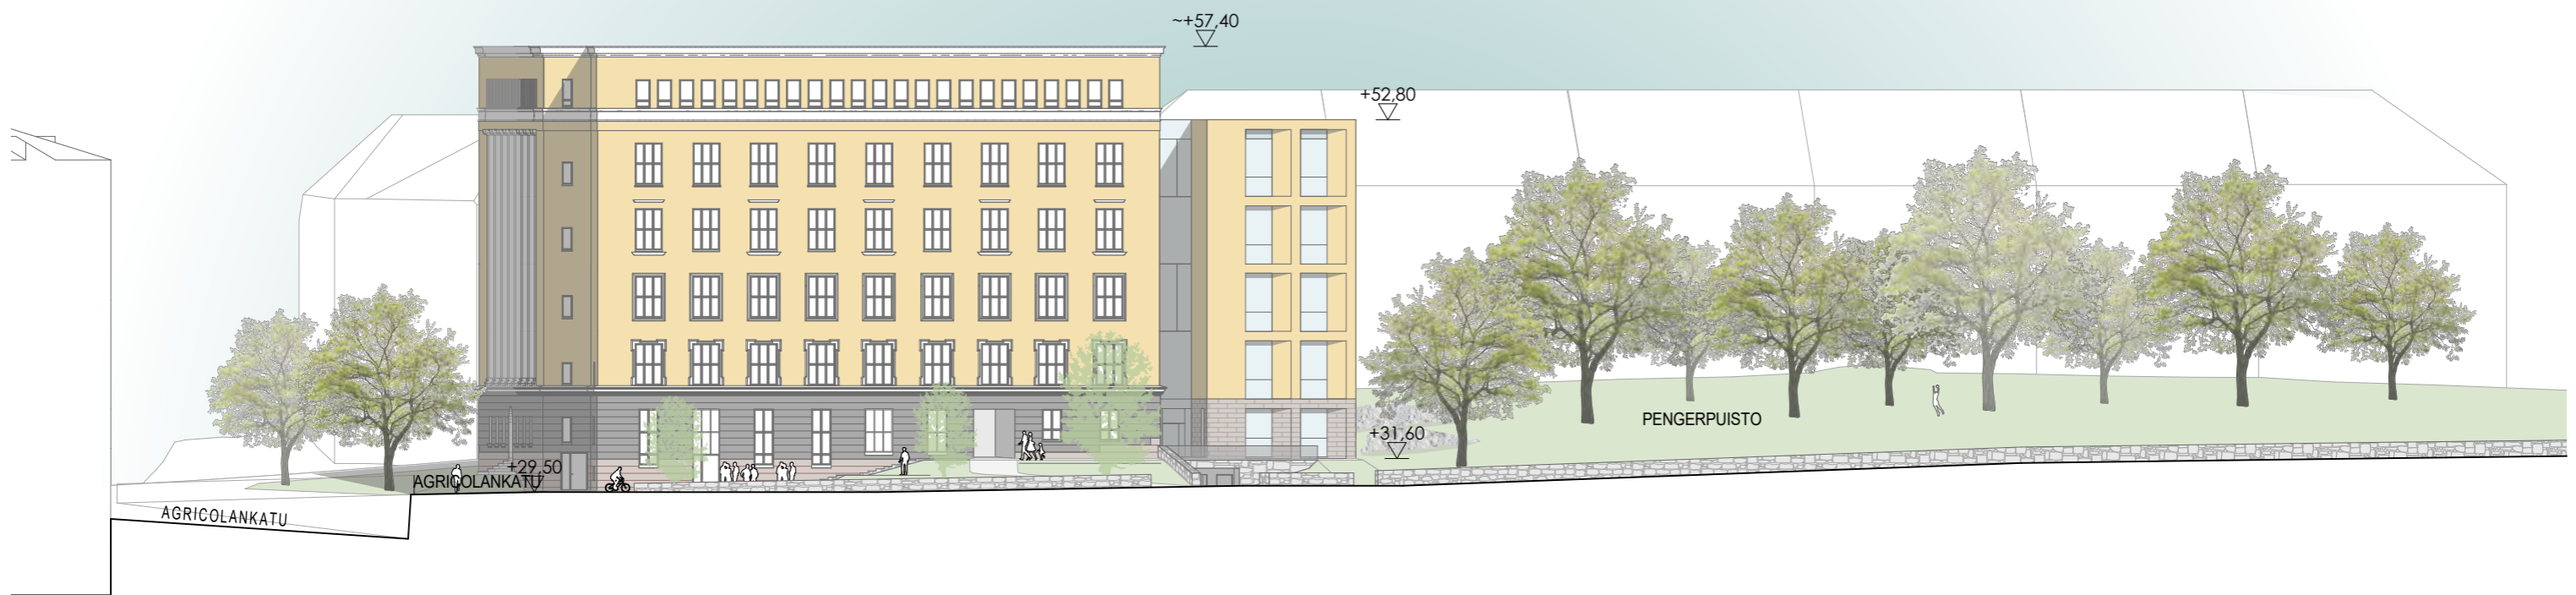 ~+57,40
+52,80
PENGERPUISTO
+31,60
+29,50
AGRICOLANKATU
AGRICOLANKATU